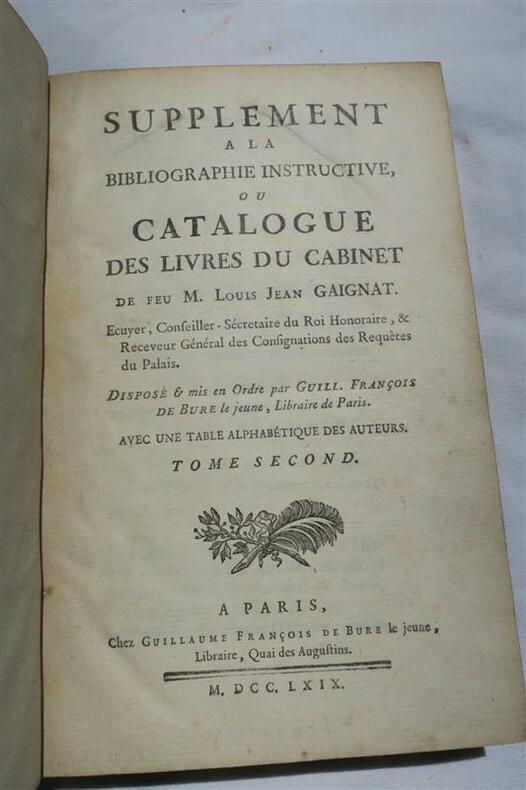 SUPPLEMENT
A LA
BIBLIOGRAPHIE INSTRUCTIVE,
OU
CATALOGUE
DES LIVRES DU CABINET
DE FEU M. LOUIS JEAN GAIGNAT.
Ecuyer, Conſeiller-Sécretaire du Roi Honoraire, &
Receveur Général des Conſignations des Requêtes
du Palais.
DISPOSÉ & mis en Ordre par GUILL. FRANÇOIS
DE BURE le jeune, Libraire de Paris.
AVEC UNE TABLE ALPHABÉTIQUE DES AUTEURS.
TOME SECOND.
A PARIS,
Chez GUILLAUME FRANÇOIS DE BURE le jeune,
Libraire, Quai des Auguſtins.
M. DCC. LXIX.